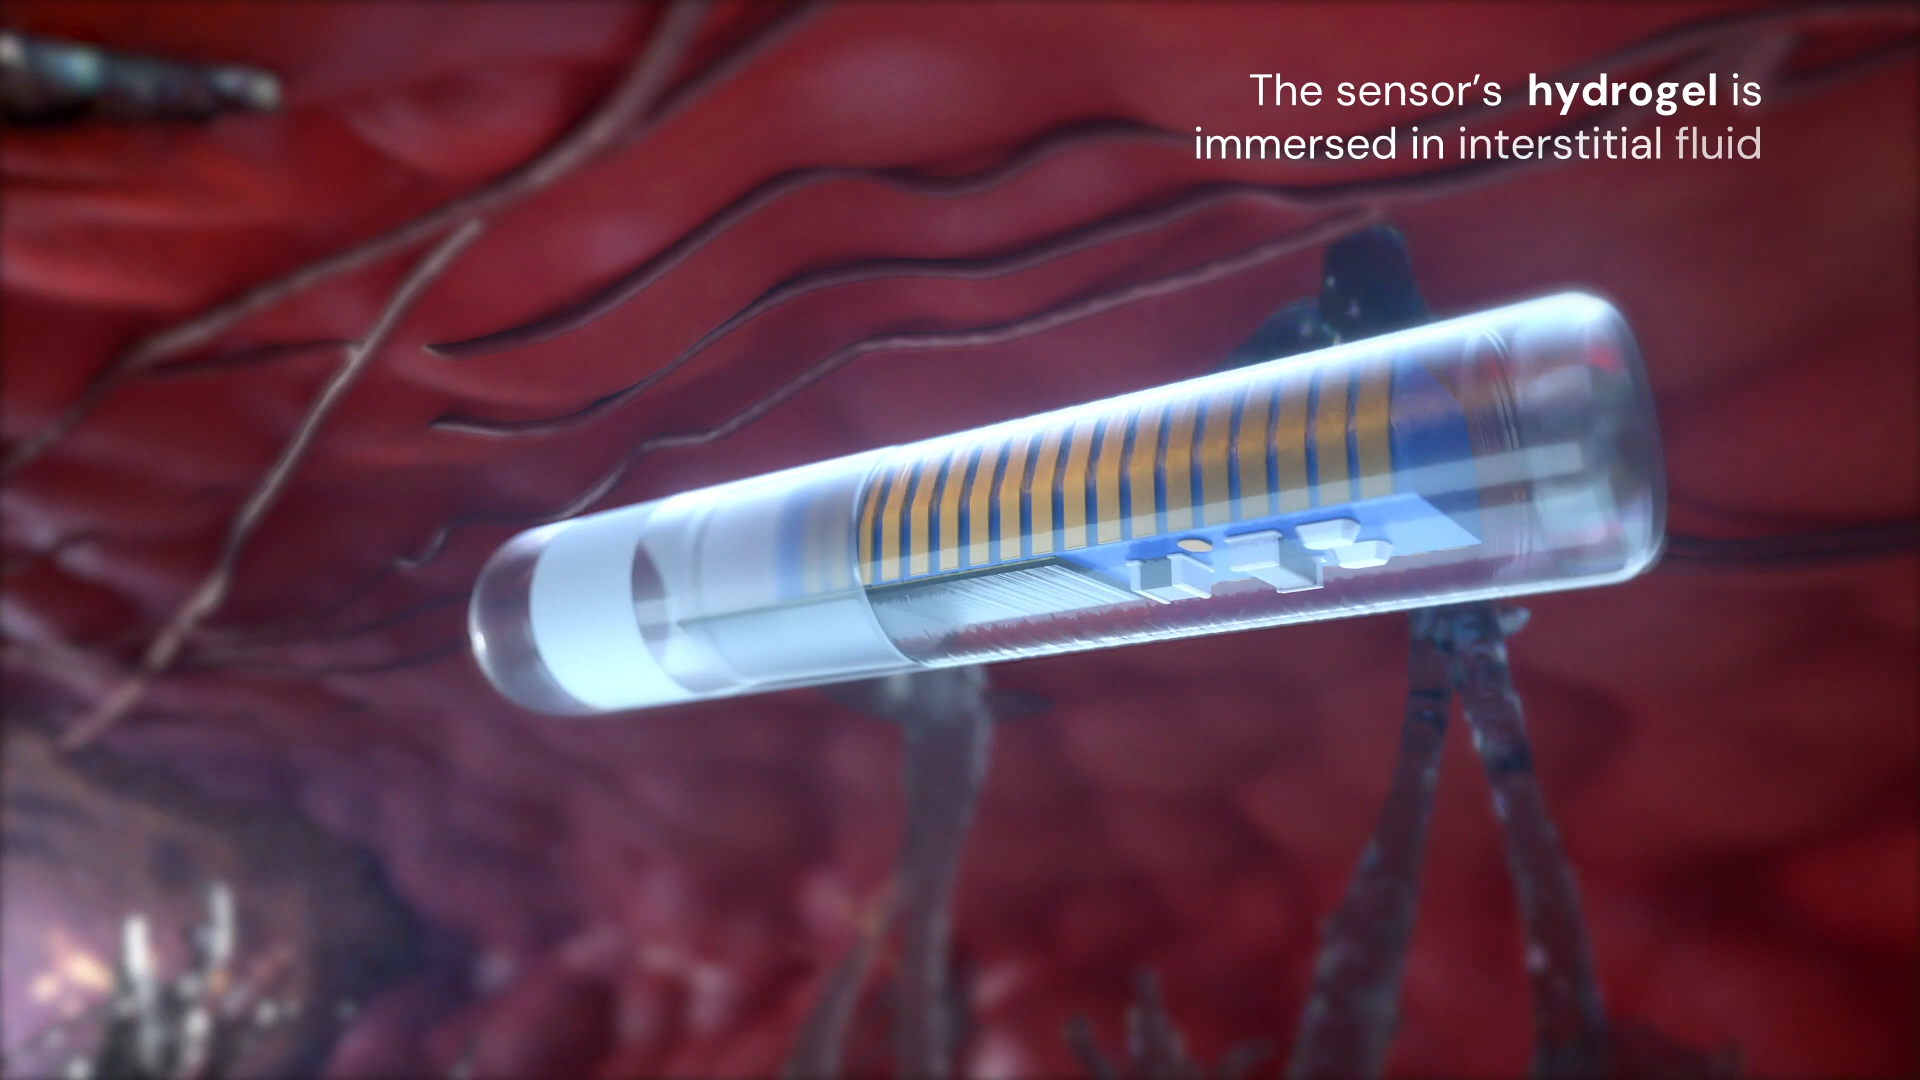 The sensor’s hydrogel is
immersed in interstitial fluid